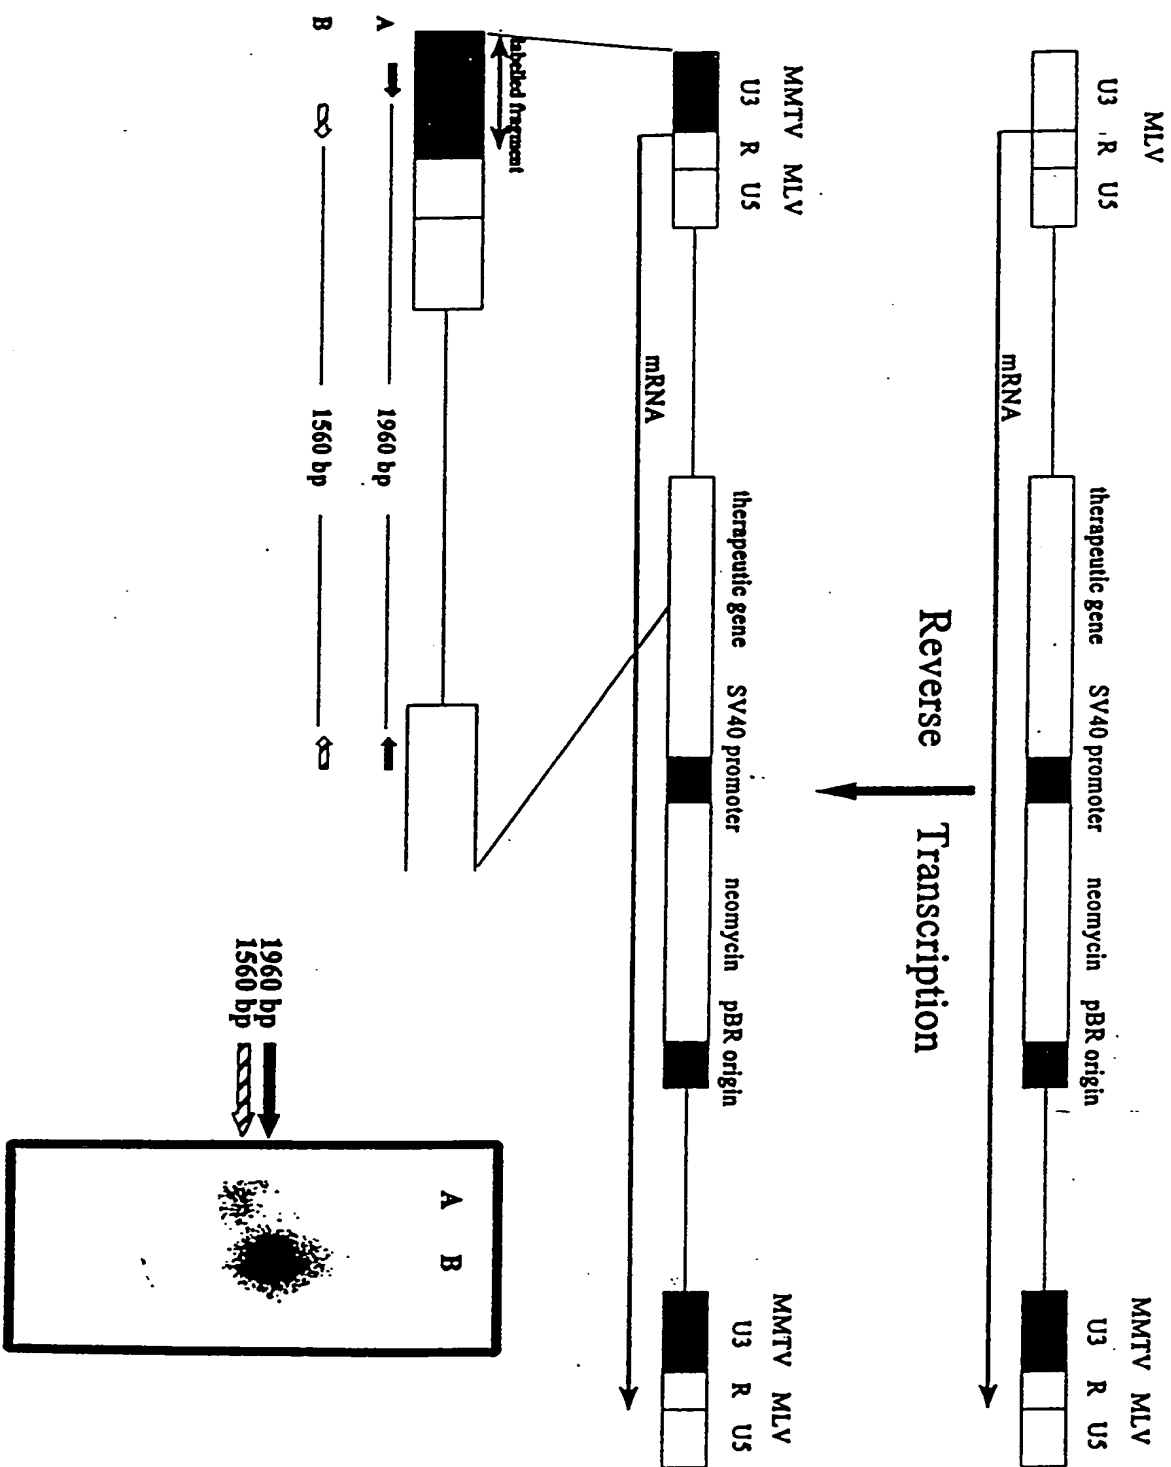 MLV
U3 R U5
therapeutic gene SV40 promoter neomycin pBR origin
MMTV MLV
U3 R U5
mRNA
Reverse Transcription
MMTV MLV
U3 R U5
therapeutic gene SV40 promoter neomycin pBR origin
MMTV MLV
U3 R U5
mRNA
labelled fragment
A 1960 bp
B 1560 bp
1960 bp
1560 bp
A B